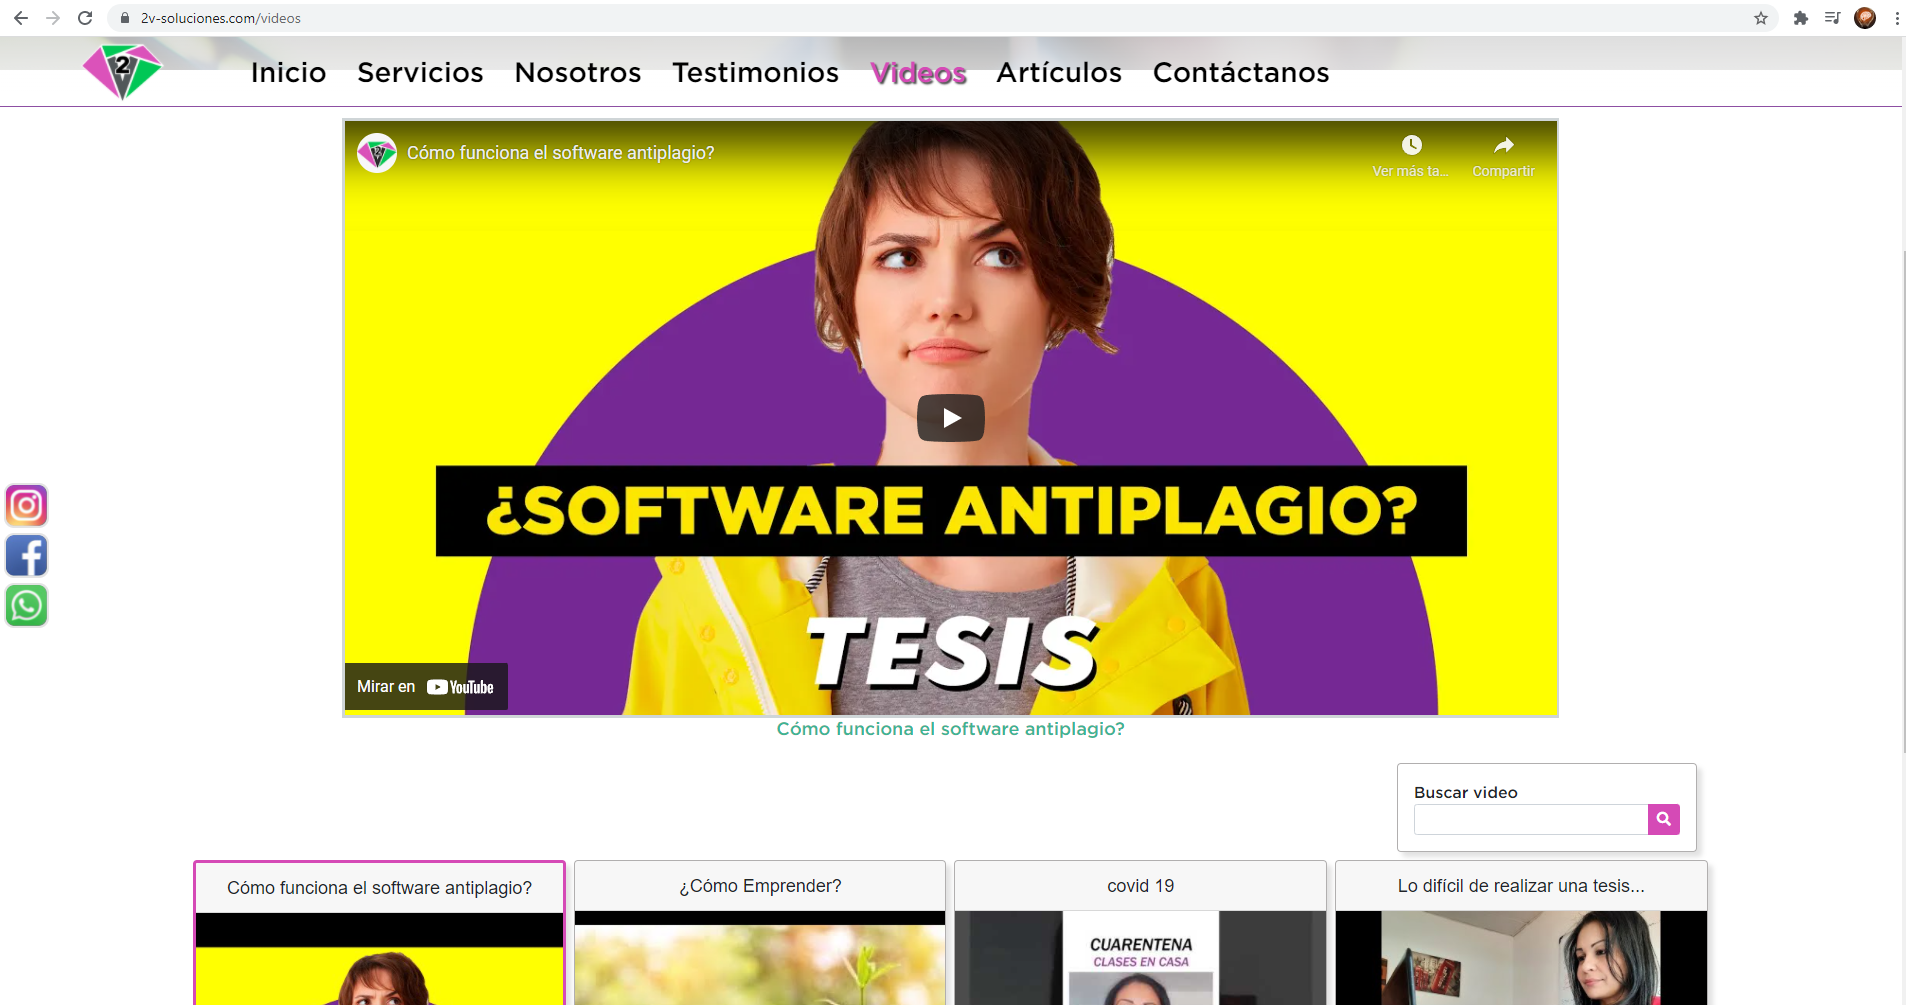 2v-soluciones.com/videos
2
Inicio Servicios Nosotros Testimonios Videos Artículos Contáctanos
Cómo funciona el software antiplagio?
Ver más ta...
Compartir
¿SOFTWARE ANTIPLAGIO?
TESIS
Mirar en YouTube
Cómo funciona el software antiplagio?
Buscar video
Cómo funciona el software antiplagio?
¿Cómo Emprender?
covid 19
Lo difícil de realizar una tesis...
CUARENTENA
CLASES EN CASA